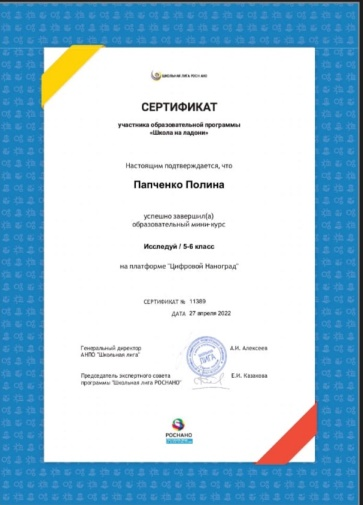 ШКОЛЬНАЯ ЛИГА РОСНАНО
СЕРТИФИКАТ
участника образовательной программы
«Школа на ладони»
Настоящим подтверждается, что
Папченко Полина
успешно завершил(а)
образовательный мини-курс
Исследуй / 5-6 класс
на платформе "Цифровой Наноград"
СЕРТИФИКАТ № 11389
ДАТА 27 апреля 2022
Генеральный директор
АНПО "Школьная лига"
А.Н. Алексеев
ЛИГА
Председатель экспертного совета
программы "Школьная лига РОСНАНО"
Е.И. Казакова
РОСНАНО